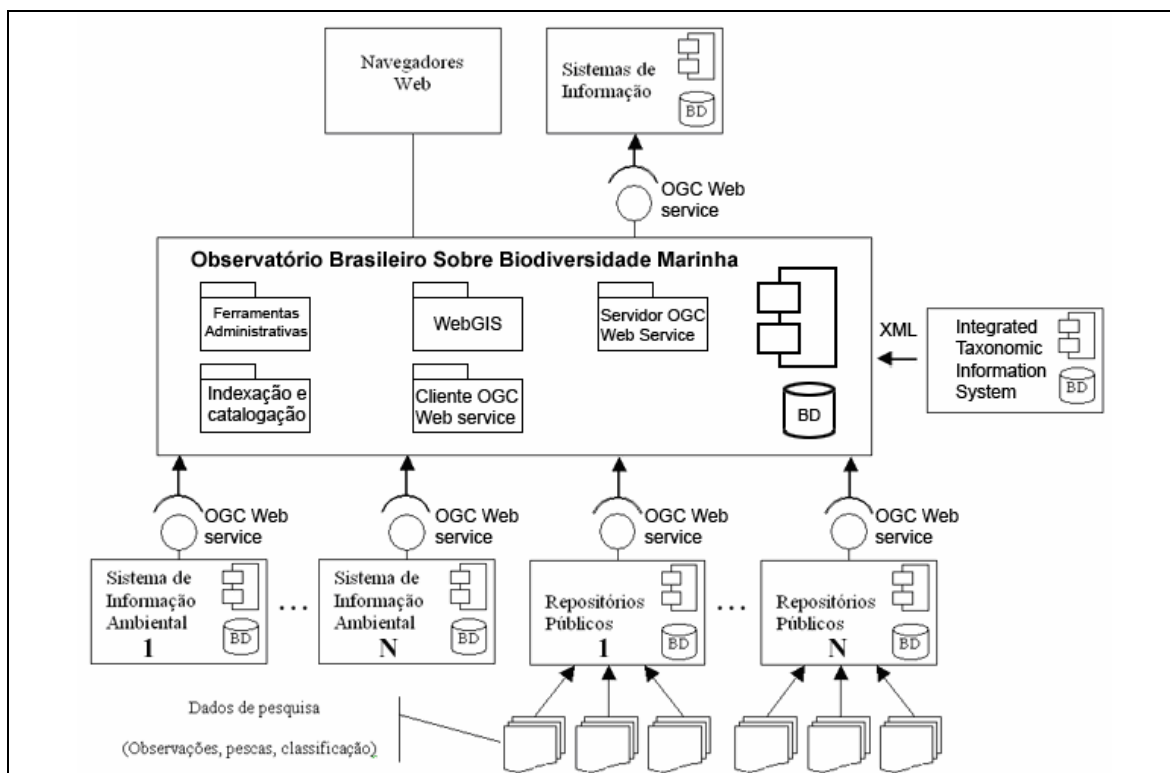 Navegadores
Web
Sistemas de
Informação
BD
OGC Web
service
Observatório Brasileiro Sobre Biodiversidade Marinha
Ferramentas
Administrativas
WebGIS
Servidor OGC
Web Service
Indexação e
catalogação
Cliente OGC
Web service
BD
XML
Integrated
Taxonomic
Information
System
BD
OGC Web
service
OGC Web
service
OGC Web
service
OGC Web
service
Sistema de
Informação
Ambiental
1
BD
...
Sistema de
Informação
Ambiental
N
BD
Repositórios
Públicos
1
BD
...
Repositórios
Públicos
N
BD
Dados de pesquisa
(Observações, pescas, classificação)